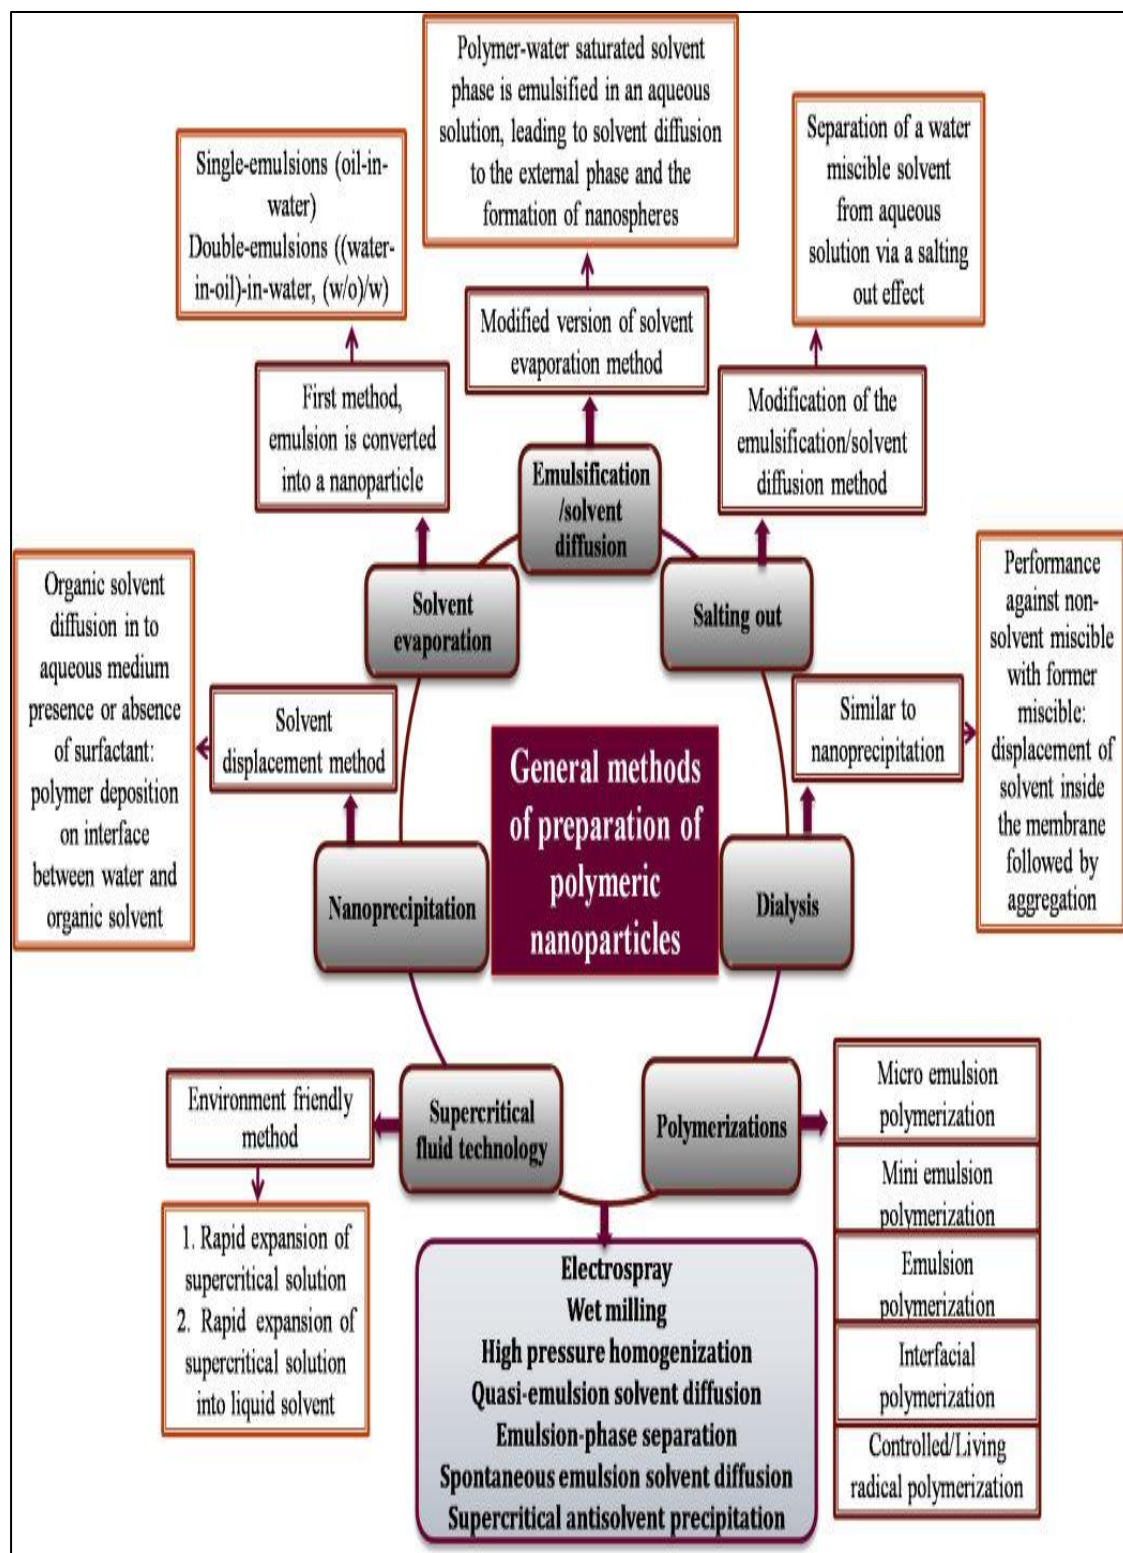 Polymer-water saturated solvent
phase is emulsified in an aqueous
solution, leading to solvent diffusion
to the external phase and the
formation of nanospheres
Separation of a water
miscible solvent
from aqueous
solution via a salting
out effect
Single-emulsions (oil-in-
water)
Double-emulsions ((water-
in-oil)-in-water, (w/o)/w)
Modified version of solvent
evaporation method
First method,
emulsion is converted
into a nanoparticle
Modification of the
emulsification/solvent
diffusion method
Emulsification
/solvent
diffusion
Solvent
evaporation
Salting out
Organic solvent
diffusion in to
aqueous medium
presence or absence
of surfactant:
polymer deposition
on interface
between water and
organic solvent
Solvent
displacement method
Similar to
nanoprecipitation
Performance
against non-
solvent miscible
with former
miscible:
displacement of
solvent inside
the membrane
followed by
aggregation
General methods
of preparation of
polymeric
nanoparticles
Nanoprecipitation
Dialysis
Environment friendly
method
Supercritical
fluid technology
Polymerizations
Micro emulsion
polymerization
Mini emulsion
polymerization
Emulsion
polymerization
Interfacial
polymerization
Controlled/Living
radical polymerization
1. Rapid expansion of
supercritical solution
2. Rapid expansion of
supercritical solution
into liquid solvent
Electrospray
Wet milling
High pressure homogenization
Quasi-emulsion solvent diffusion
Emulsion-phase separation
Spontaneous emulsion solvent diffusion
Supercritical antisolvent precipitation